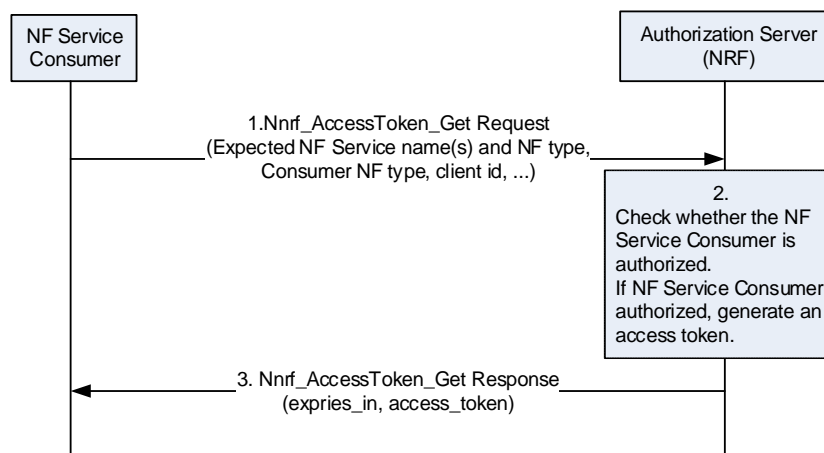 NF Service
Consumer
Authorization Server
(NRF)
1.Nnrf_AccessToken_Get Request
(Expected NF Service name(s) and NF type,
Consumer NF type, client id, ...)
2.
Check whether the NF
Service Consumer is
authorized.
If NF Service Consumer
authorized, generate an
access token.
3. Nnrf_AccessToken_Get Response
(expries_in, access_token)